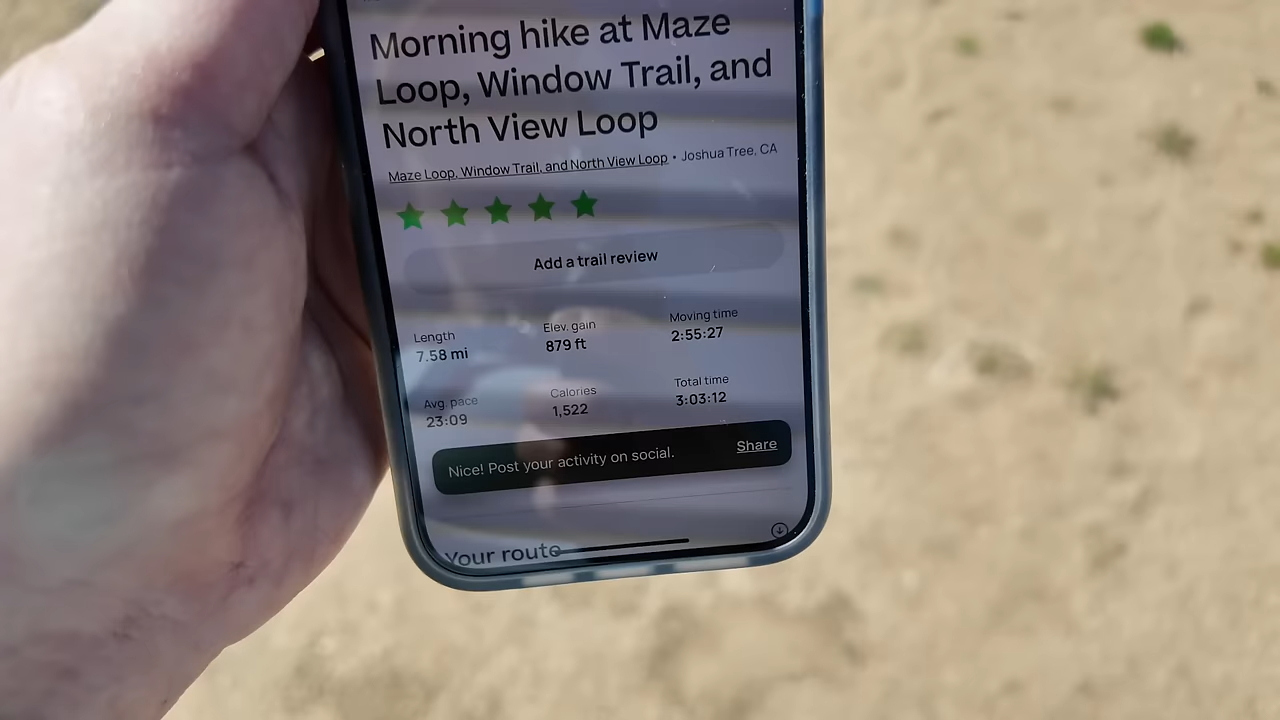 Morning hike at Maze
Loop, Window Trail, and
North View Loop
Maze Loop, Window Trail, and North View Loop • Joshua Tree, CA
Add a trail review
Length
7.58 mi
Elev. gain
879 ft
Moving time
2:55:27
Avg. pace
23:09
Calories
1,522
Total time
3:03:12
Nice! Post your activity on social.
Share
Your route